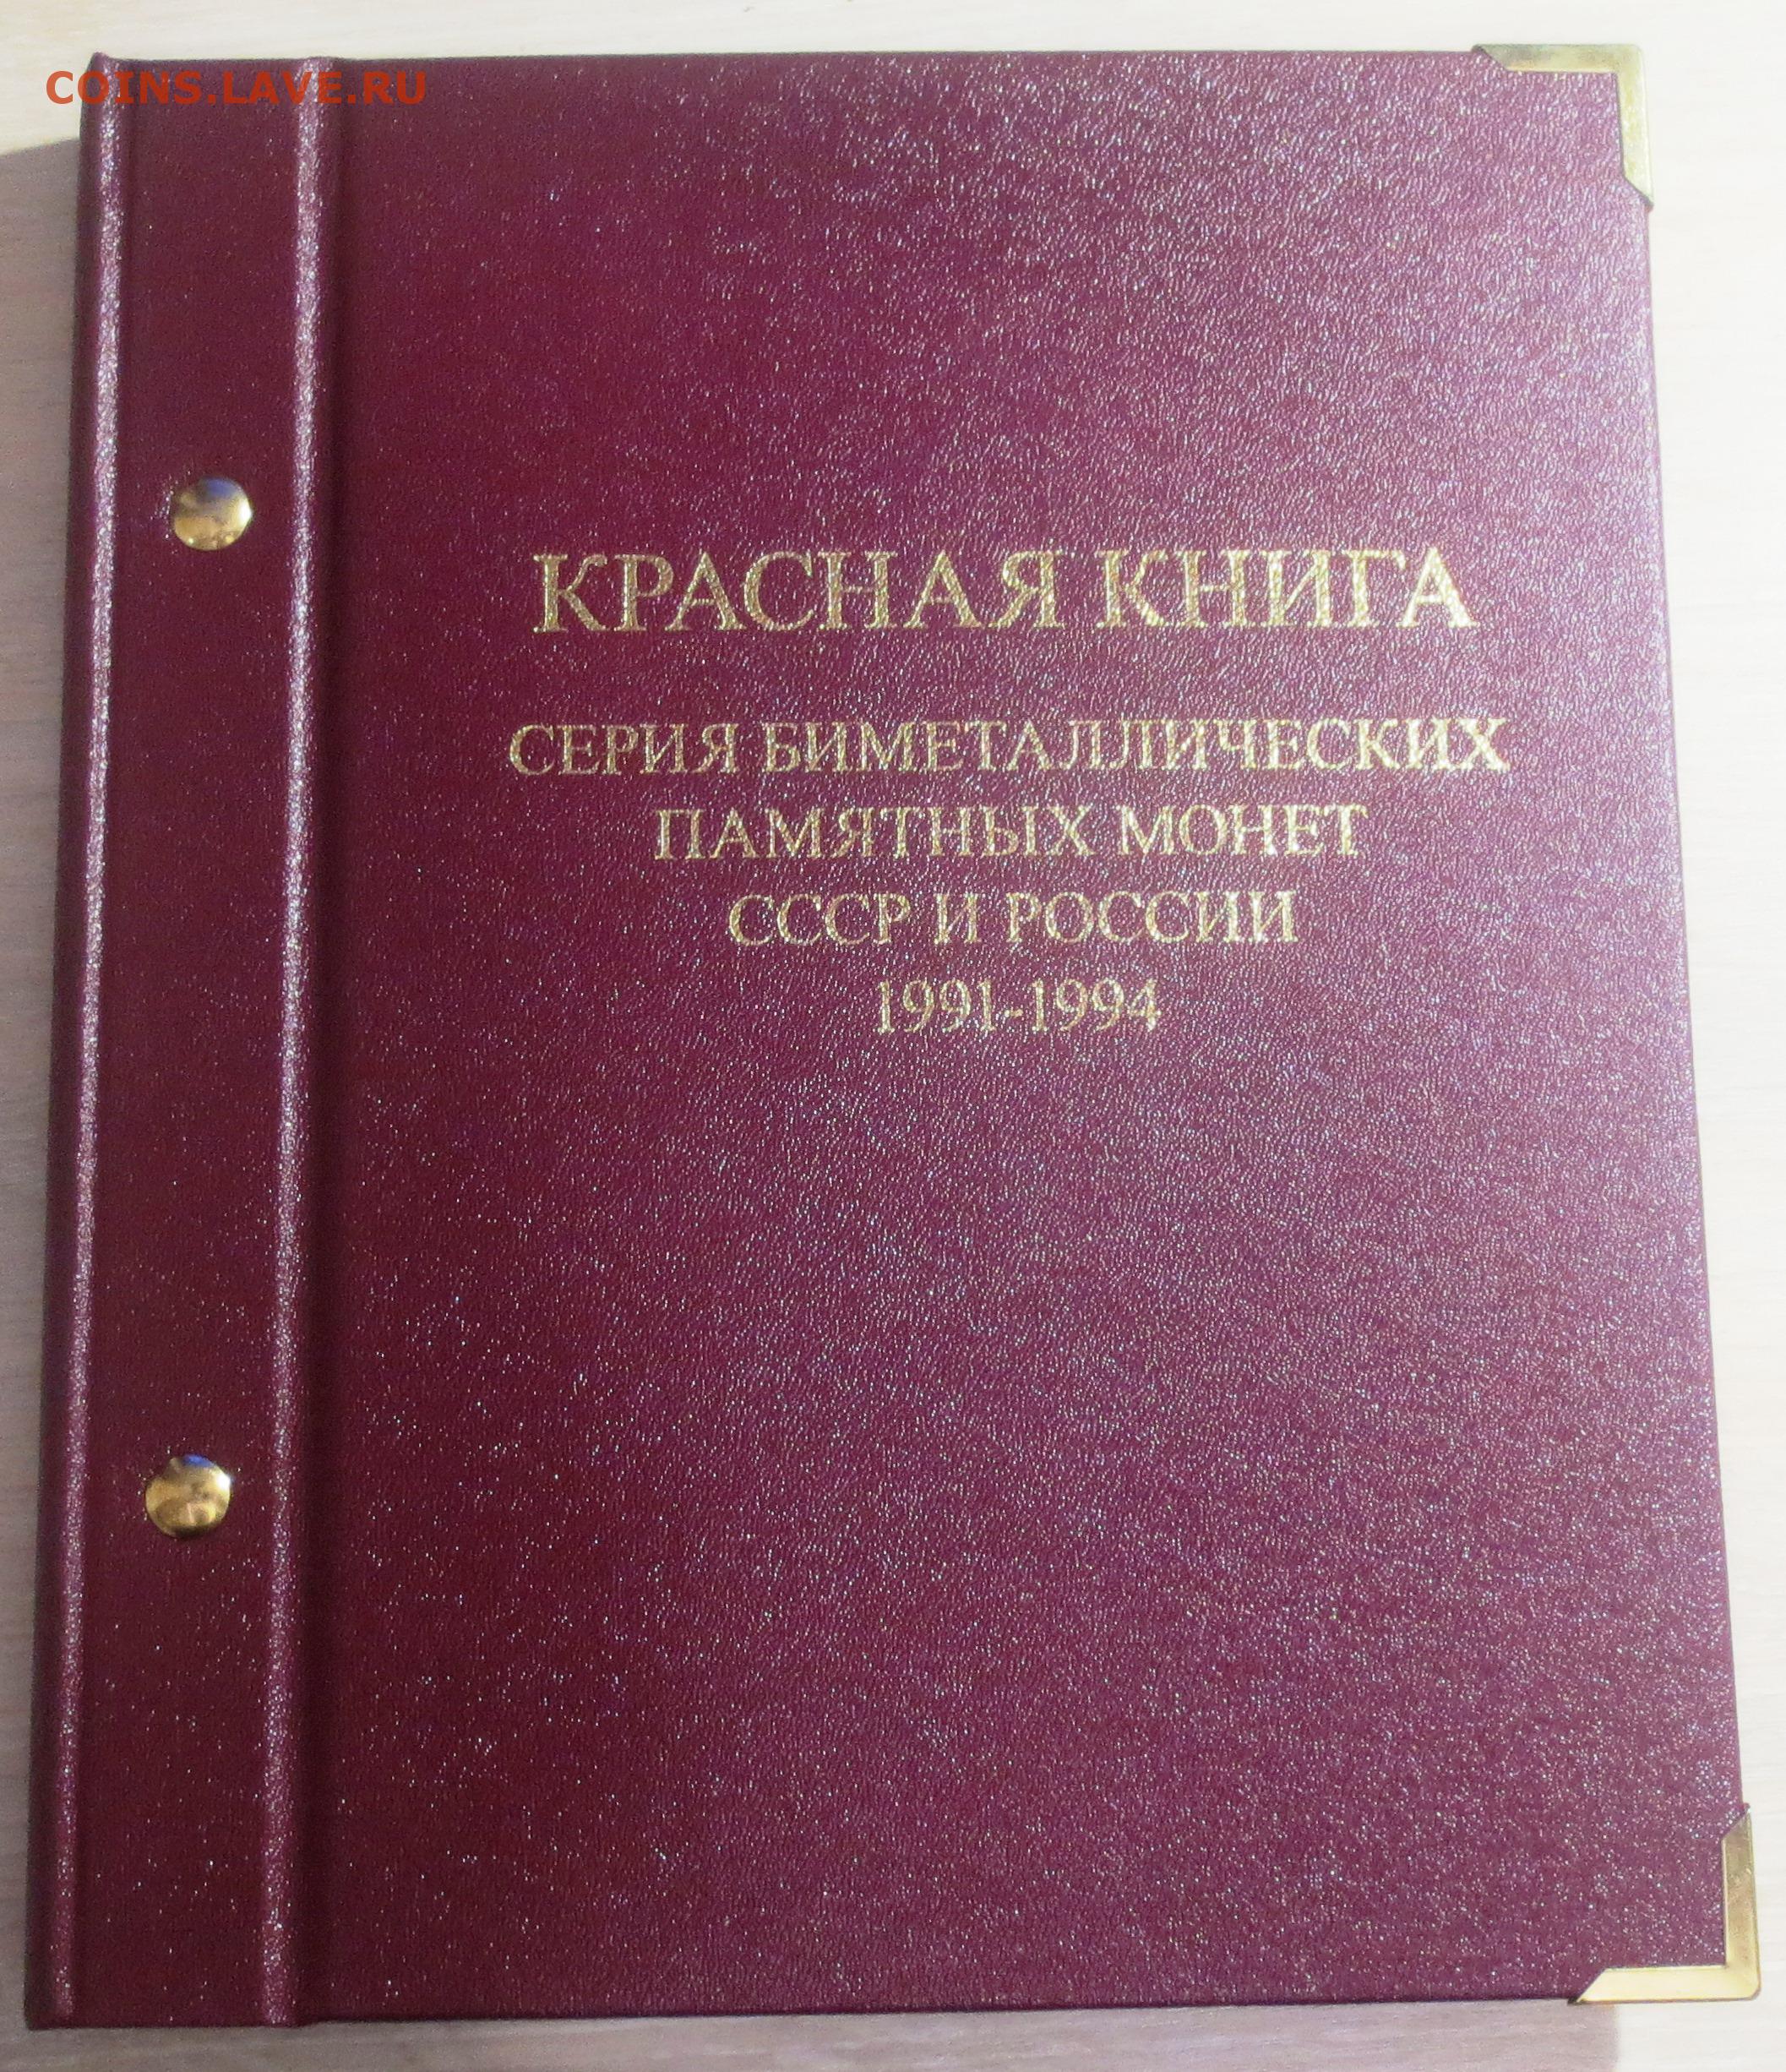 COINS.LAVE.RU
КРАСНАЯ КНИГА
СЕРИЯ БИМЕТАЛЛИЧЕСКИХ
ПАМЯТНЫХ МОНЕТ
СССР И РОССИИ
1991-1994